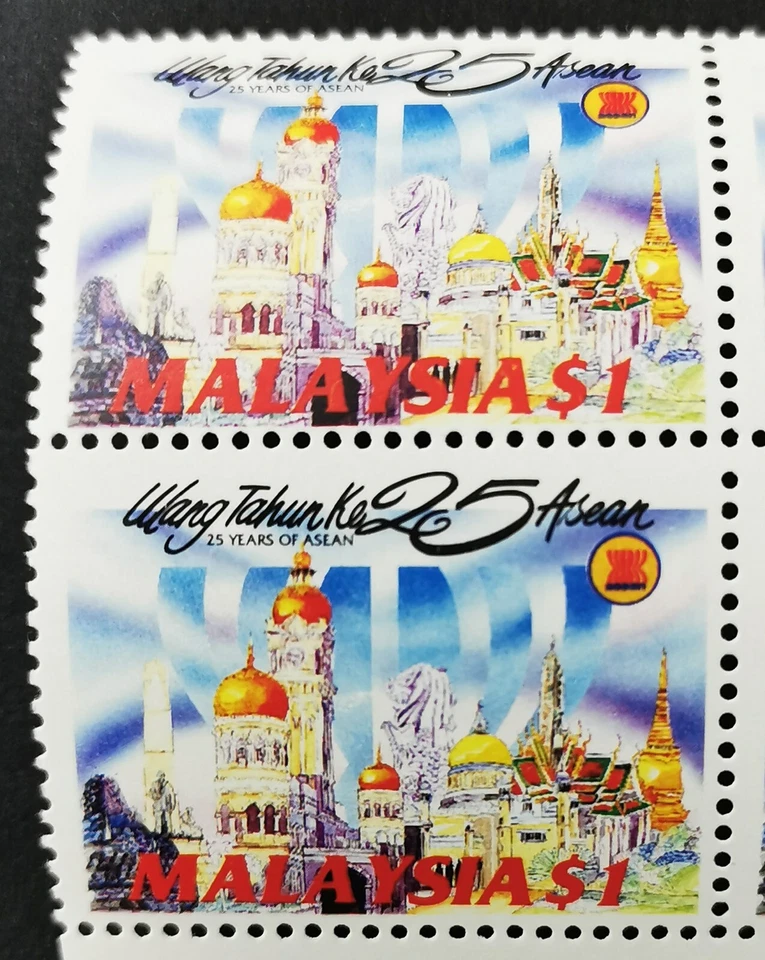 Ulang Tahun Ke 25 Asean
25 YEARS OF ASEAN
MALAYSIA $1
Ulang Tahun Ke 25 Asean
25 YEARS OF ASEAN
MALAYSIA $1